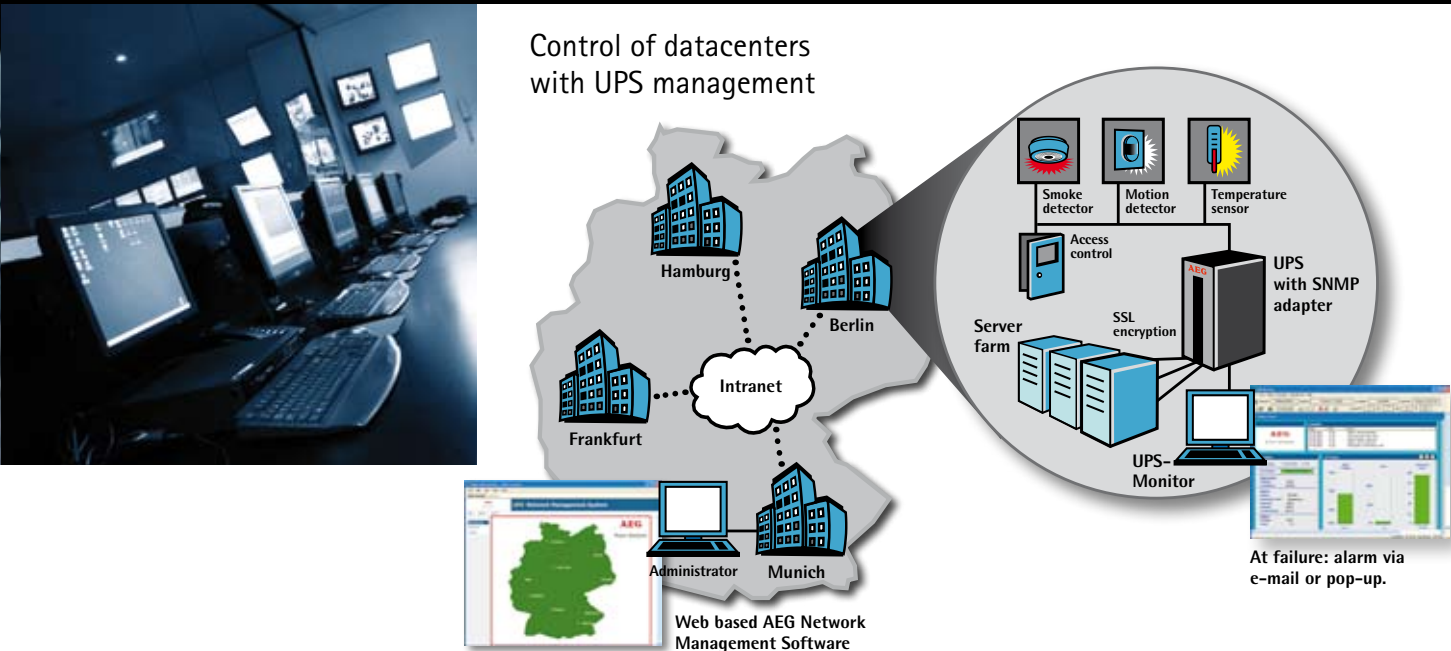 Control of datacenters
with UPS management
Smoke
detector
Motion
detector
Temperature
sensor
Access
control
AEG
UPS
with SNMP
adapter
SSL
encryption
Server
farm
UPS-
Monitor
Hamburg
Berlin
Intranet
Frankfurt
Administrator
Munich
AEG
AEG
At failure: alarm via
e-mail or pop-up.
Web based AEG Network
Management Software